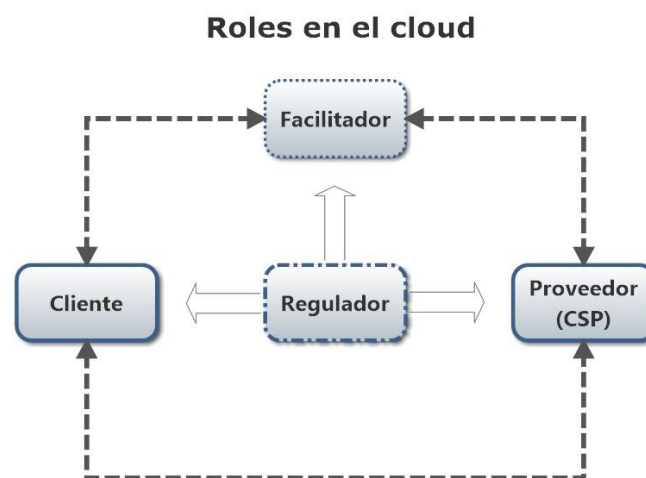 Roles en el cloud
Facilitador
Cliente
Regulador
Proveedor
(CSP)